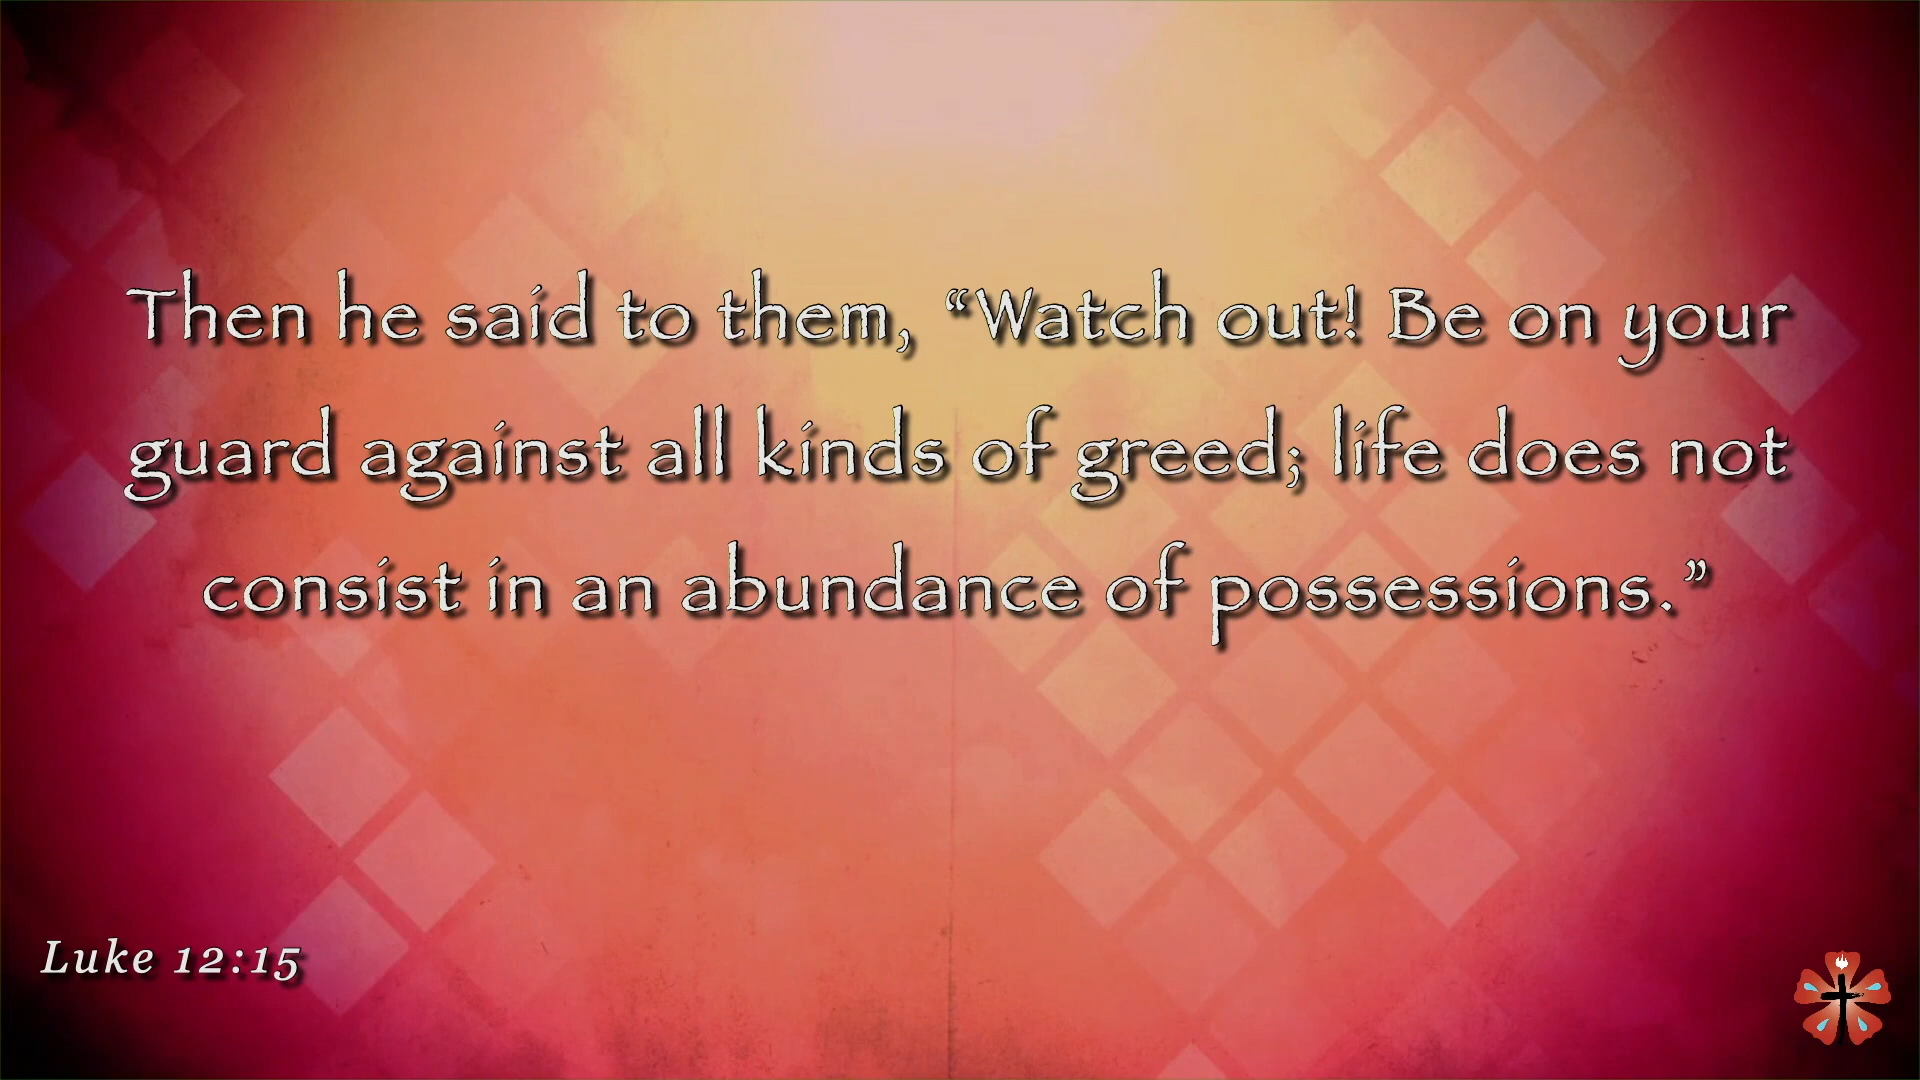 Then he said to them, “Watch out! Be on your
guard against all kinds of greed; life does not
consist in an abundance of possessions.”
Luke 12:15